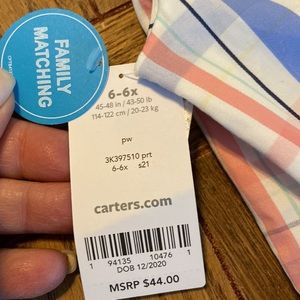 FAMILY
MATCHING
6-6x
45-48 in / 43-50 lb
114-122 cm / 20-23 kg
pw
3K397510 prt
6-6x s21
carters.com
1 94135 10476 1
DOB 12/2020
MSRP $44.00